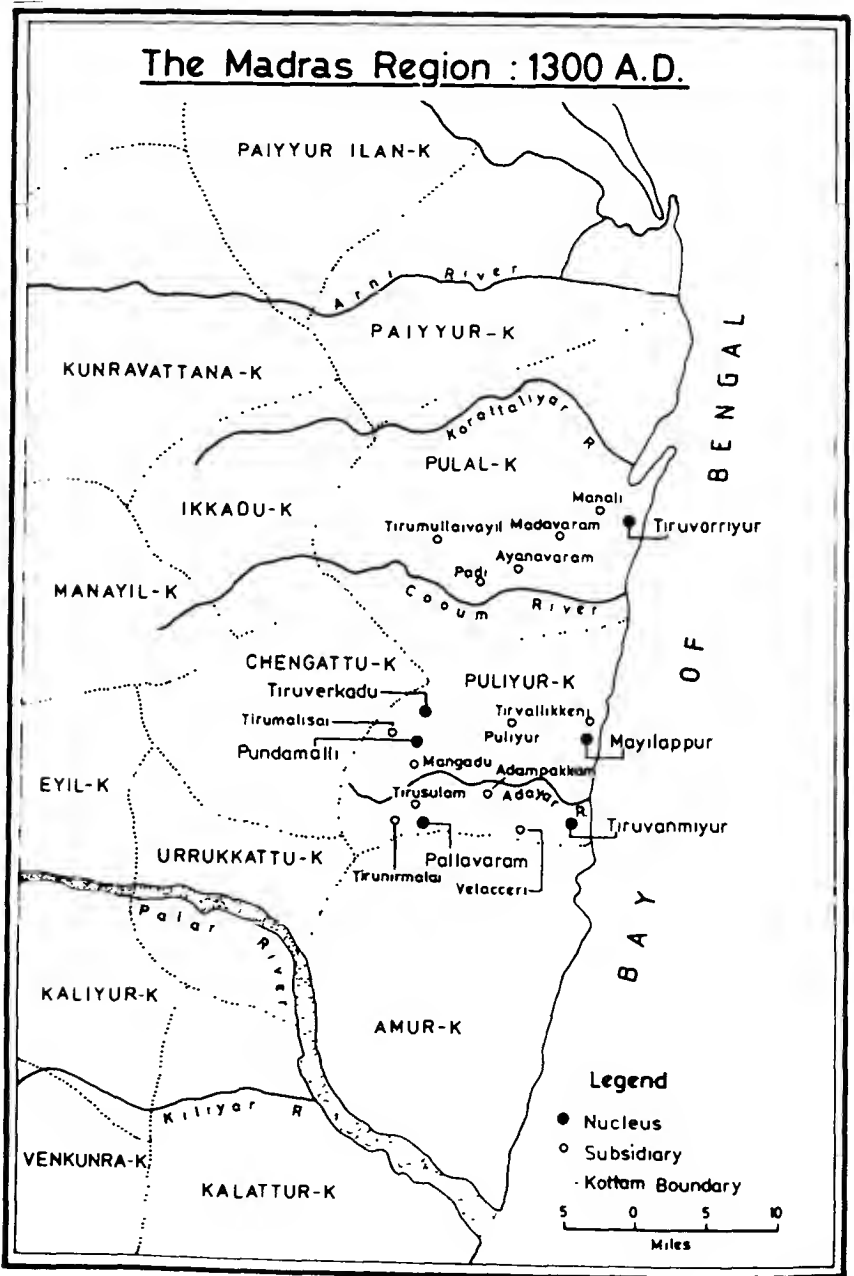 The Madras Region : 1300 A.D.
PAIYYUR ILAN-K
Arni River
PAIYYUR-K
KUNRAVATTANA-K
Korattaliyar R.
PULAL-K
IKKADU-K
Manali
Tiruvorriyur
Tirumullaivayil
Madavaram
Ayanavaram
Padi
MANAYIL-K
Cooum River
CHENGATTU-K
PULIYUR-K
Tiruverkadu
Tirumalisai
Tirvallikkeni
Puliyur
Pundamalli
Mayilappur
Mangadu
Adampakkam
EYIL-K
Tirusulam
Adayar R.
Tiruvanmiyur
URRUKKATTU-K
Pallavaram
Tirunirmalai
Velacceri
Palar River
KALIYUR-K
AMUR-K
BAY OF BENGAL
Kiliyar R.
VENKUNRA-K
KALATTUR-K
Legend
Nucleus
Subsidiary
Kottam Boundary
5 0 5 10
Miles